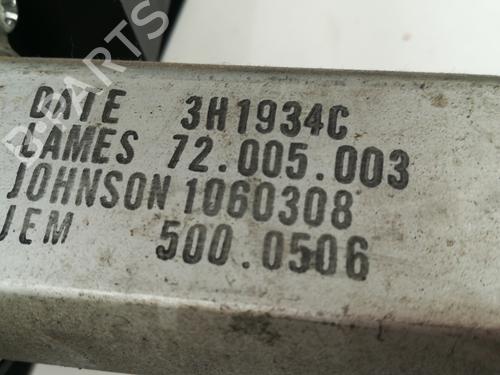 DATE 3H1934C
LAMES 72.005.003
JOHNSON 1060308
JEM 500.0506